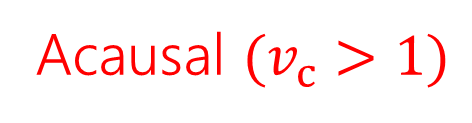 Acausal (𝑣c > 1)